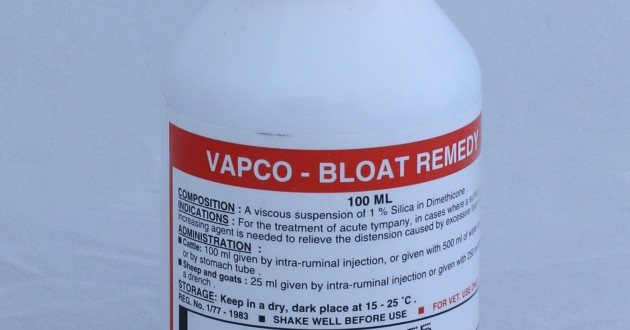 VAPCO - BLOAT REMEDY
100 ML
COMPOSITION : A viscous suspension of 1 % Silica in Dimethicone.
INDICATIONS : For the treatment of acute tympany, in cases where a
increasing agent is needed to relieve the distension caused by excessive
ADMINISTRATION :
■ Cattle: 100 ml given by intra-ruminal injection, or given with 500 ml of
or by stomach tube .
■ Sheep and goats : 25 ml given by intra-ruminal injection or given with
a drench .
STORAGE: Keep in a dry, dark place at 15 - 25 °C .
REG. No. 1/77 - 1983 ■ SHAKE WELL BEFORE USE ■ FOR VET. USE